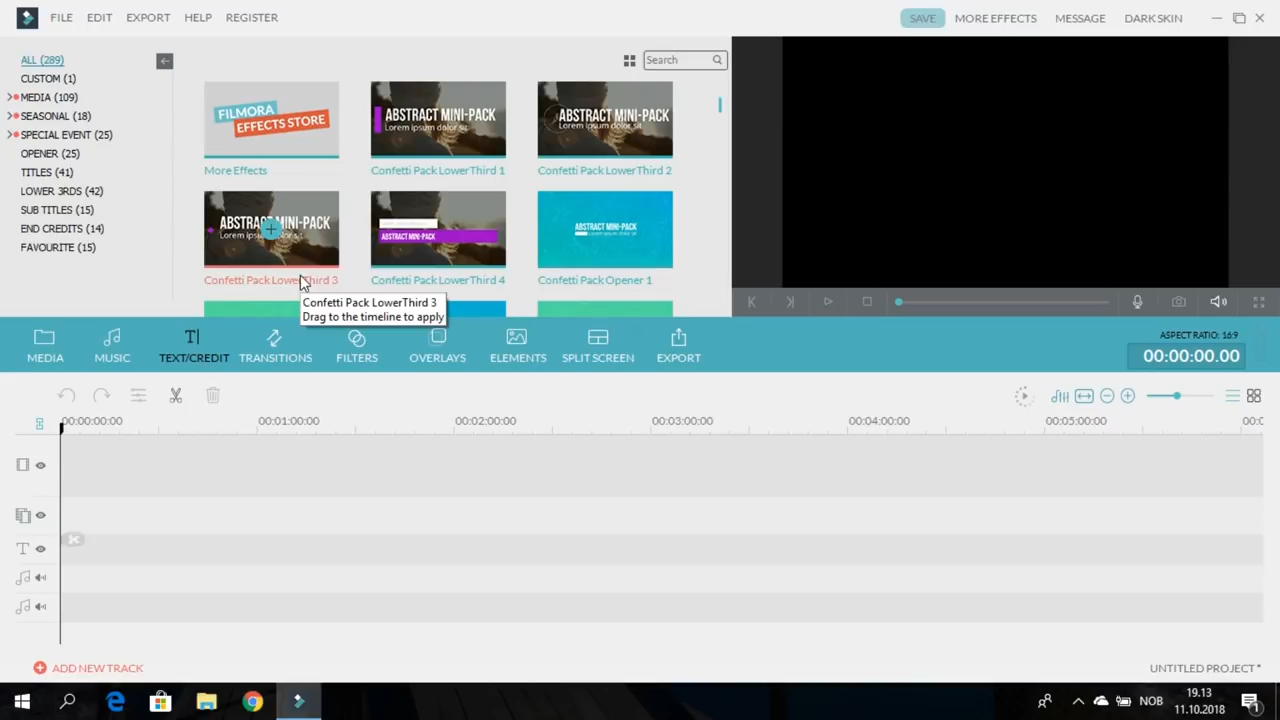 FILE EDIT EXPORT HELP REGISTER SAVE MORE EFFECTS MESSAGE DARK SKIN
ALL (289)
CUSTOM (1)
MEDIA (109)
SEASONAL (18)
SPECIAL EVENT (25)
OPENER (25)
TITLES (41)
LOWER 3RDS (42)
SUB TITLES (15)
END CREDITS (14)
FAVOURITE (15)
Search
FILMORA
EFFECTS STORE
ABSTRACT MINI-PACK
Lorem ipsum dolor sit
ABSTRACT MINI-PACK
Lorem ipsum dolor sit
More Effects Confetti Pack LowerThird 1 Confetti Pack LowerThird 2
ABSTRACT MINI-PACK
Lorem ipsum dolor sit
ABSTRACT MINI-PACK
ABSTRACT MINI-PACK
Confetti Pack LowerThird 3 Confetti Pack LowerThird 4 Confetti Pack Opener 1
Confetti Pack LowerThird 3
Drag to the timeline to apply
MEDIA MUSIC TEXT/CREDIT TRANSITIONS FILTERS OVERLAYS ELEMENTS SPLIT SCREEN EXPORT
ASPECT RATIO: 16:9
00:00:00.00
00:00:00:00 00:01:00:00 00:02:00:00 00:03:00:00 00:04:00:00 00:05:00:00 00:0
ADD NEW TRACK
UNTITLED PROJECT *
NOB
19.13
11.10.2018
1